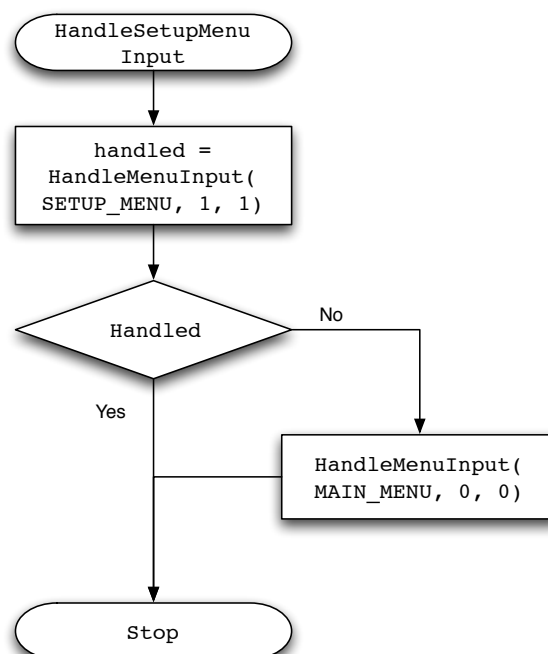 HandleSetupMenu
Input
handled =
HandleMenuInput(
SETUP_MENU, 1, 1)
Handled
No
Yes
HandleMenuInput(
MAIN_MENU, 0, 0)
Stop